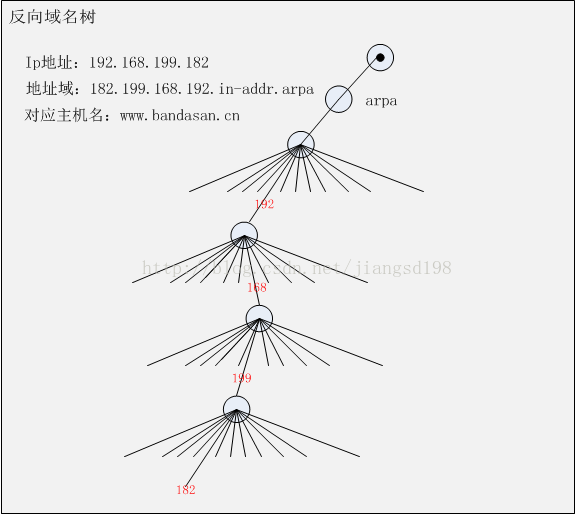 反向域名树
Ip地址：192.168.199.182
地址域：182.199.168.192.in-addr.arpa
对应主机名：www.bandasan.cn
arpa
192
http://blog.csdn.net/jiangsd198
168
199
182